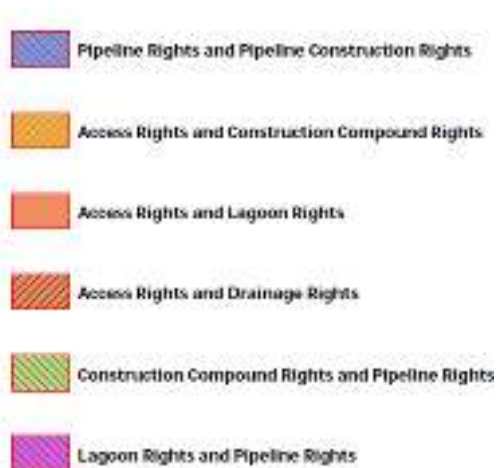 Pipeline Rights and Pipeline Construction Rights
Access Rights and Construction Compound Rights
Access Rights and Lagoon Rights
Access Rights and Drainage Rights
Construction Compound Rights and Pipeline Rights
Lagoon Rights and Pipeline Rights